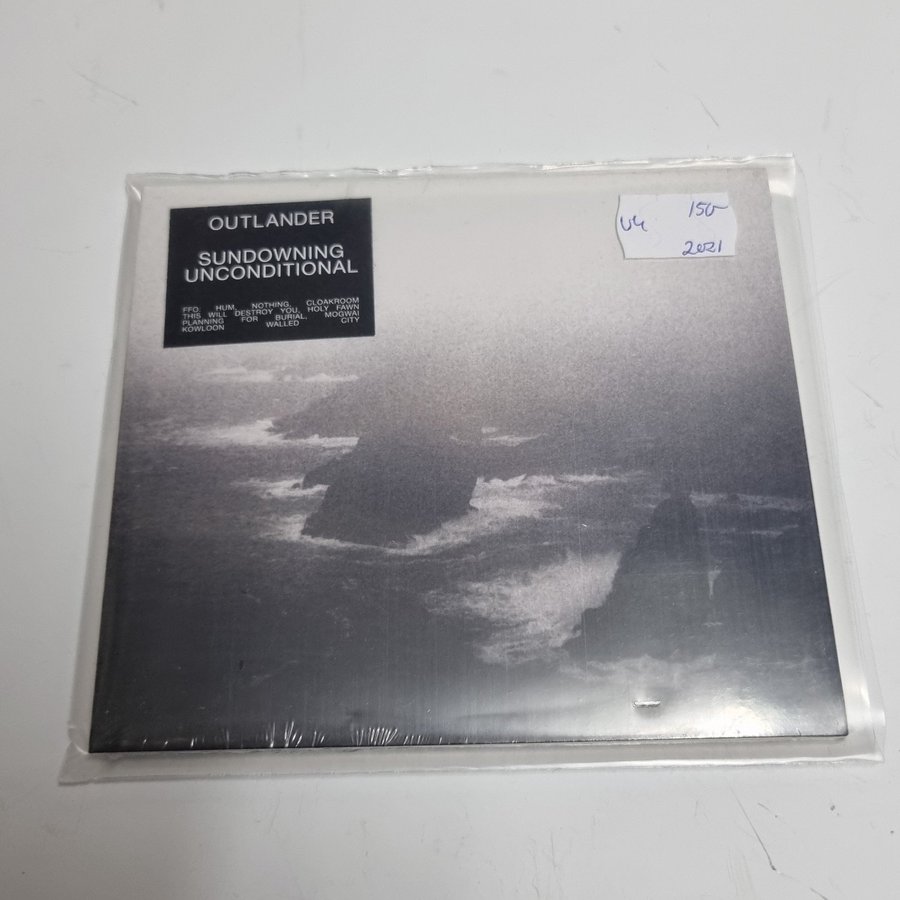 OUTLANDER
SUNDOWNING
UNCONDITIONAL
FFO: HUM, NOTHING, CLOAKROOM
THIS WILL DESTROY YOU, HOLY FAWN
PLANNING FOR BURIAL, MOGWAI
KOWLOON WALLED CITY
150-
2021